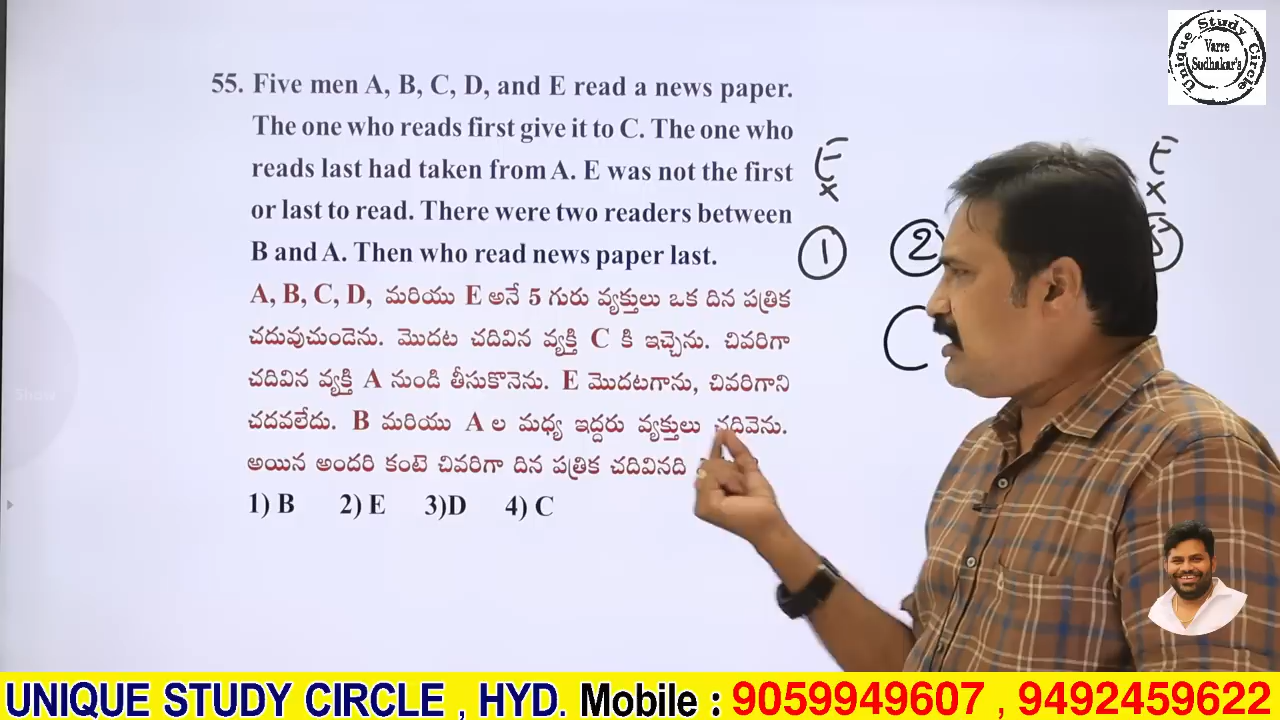 55. Five men A, B, C, D, and E read a news paper.
The one who reads first give it to C. The one who
reads last had taken from A. E was not the first
or last to read. There were two readers between
B and A. Then who read news paper last.
A, B, C, D, మరియు E అనే 5 గురు వ్యక్తులు ఒక దిన పత్రిక
చదువుచుండెను. మొదట చదివిన వ్యక్తి C కి ఇచ్చెను. చివరిగా
చదివిన వ్యక్తి A నుండి తీసుకొనెను. E మొదటగాను, చివరిగాని
చదవలేదు. B మరియు A ల మధ్య ఇద్దరు వ్యక్తులు చదివెను.
అయిన అందరి కంటె చివరిగా దిన పత్రిక చదివినది
1) B 2) E 3)D 4) C
E E
x x
1 2 5
C
Unique Study Circle
Varre
Sudhakar's
Show
UNIQUE STUDY CIRCLE , HYD. Mobile : 9059949607 , 9492459622